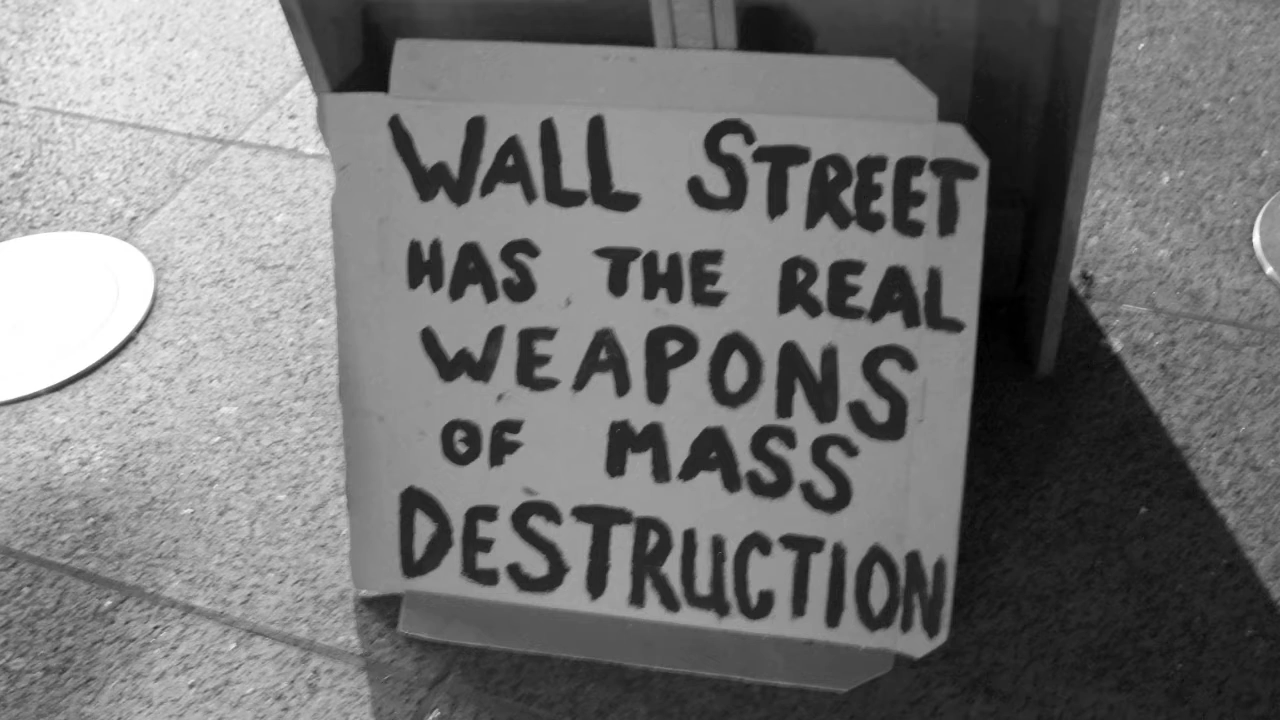 WALL STREET
HAS THE REAL
WEAPONS
OF MASS
DESTRUCTION